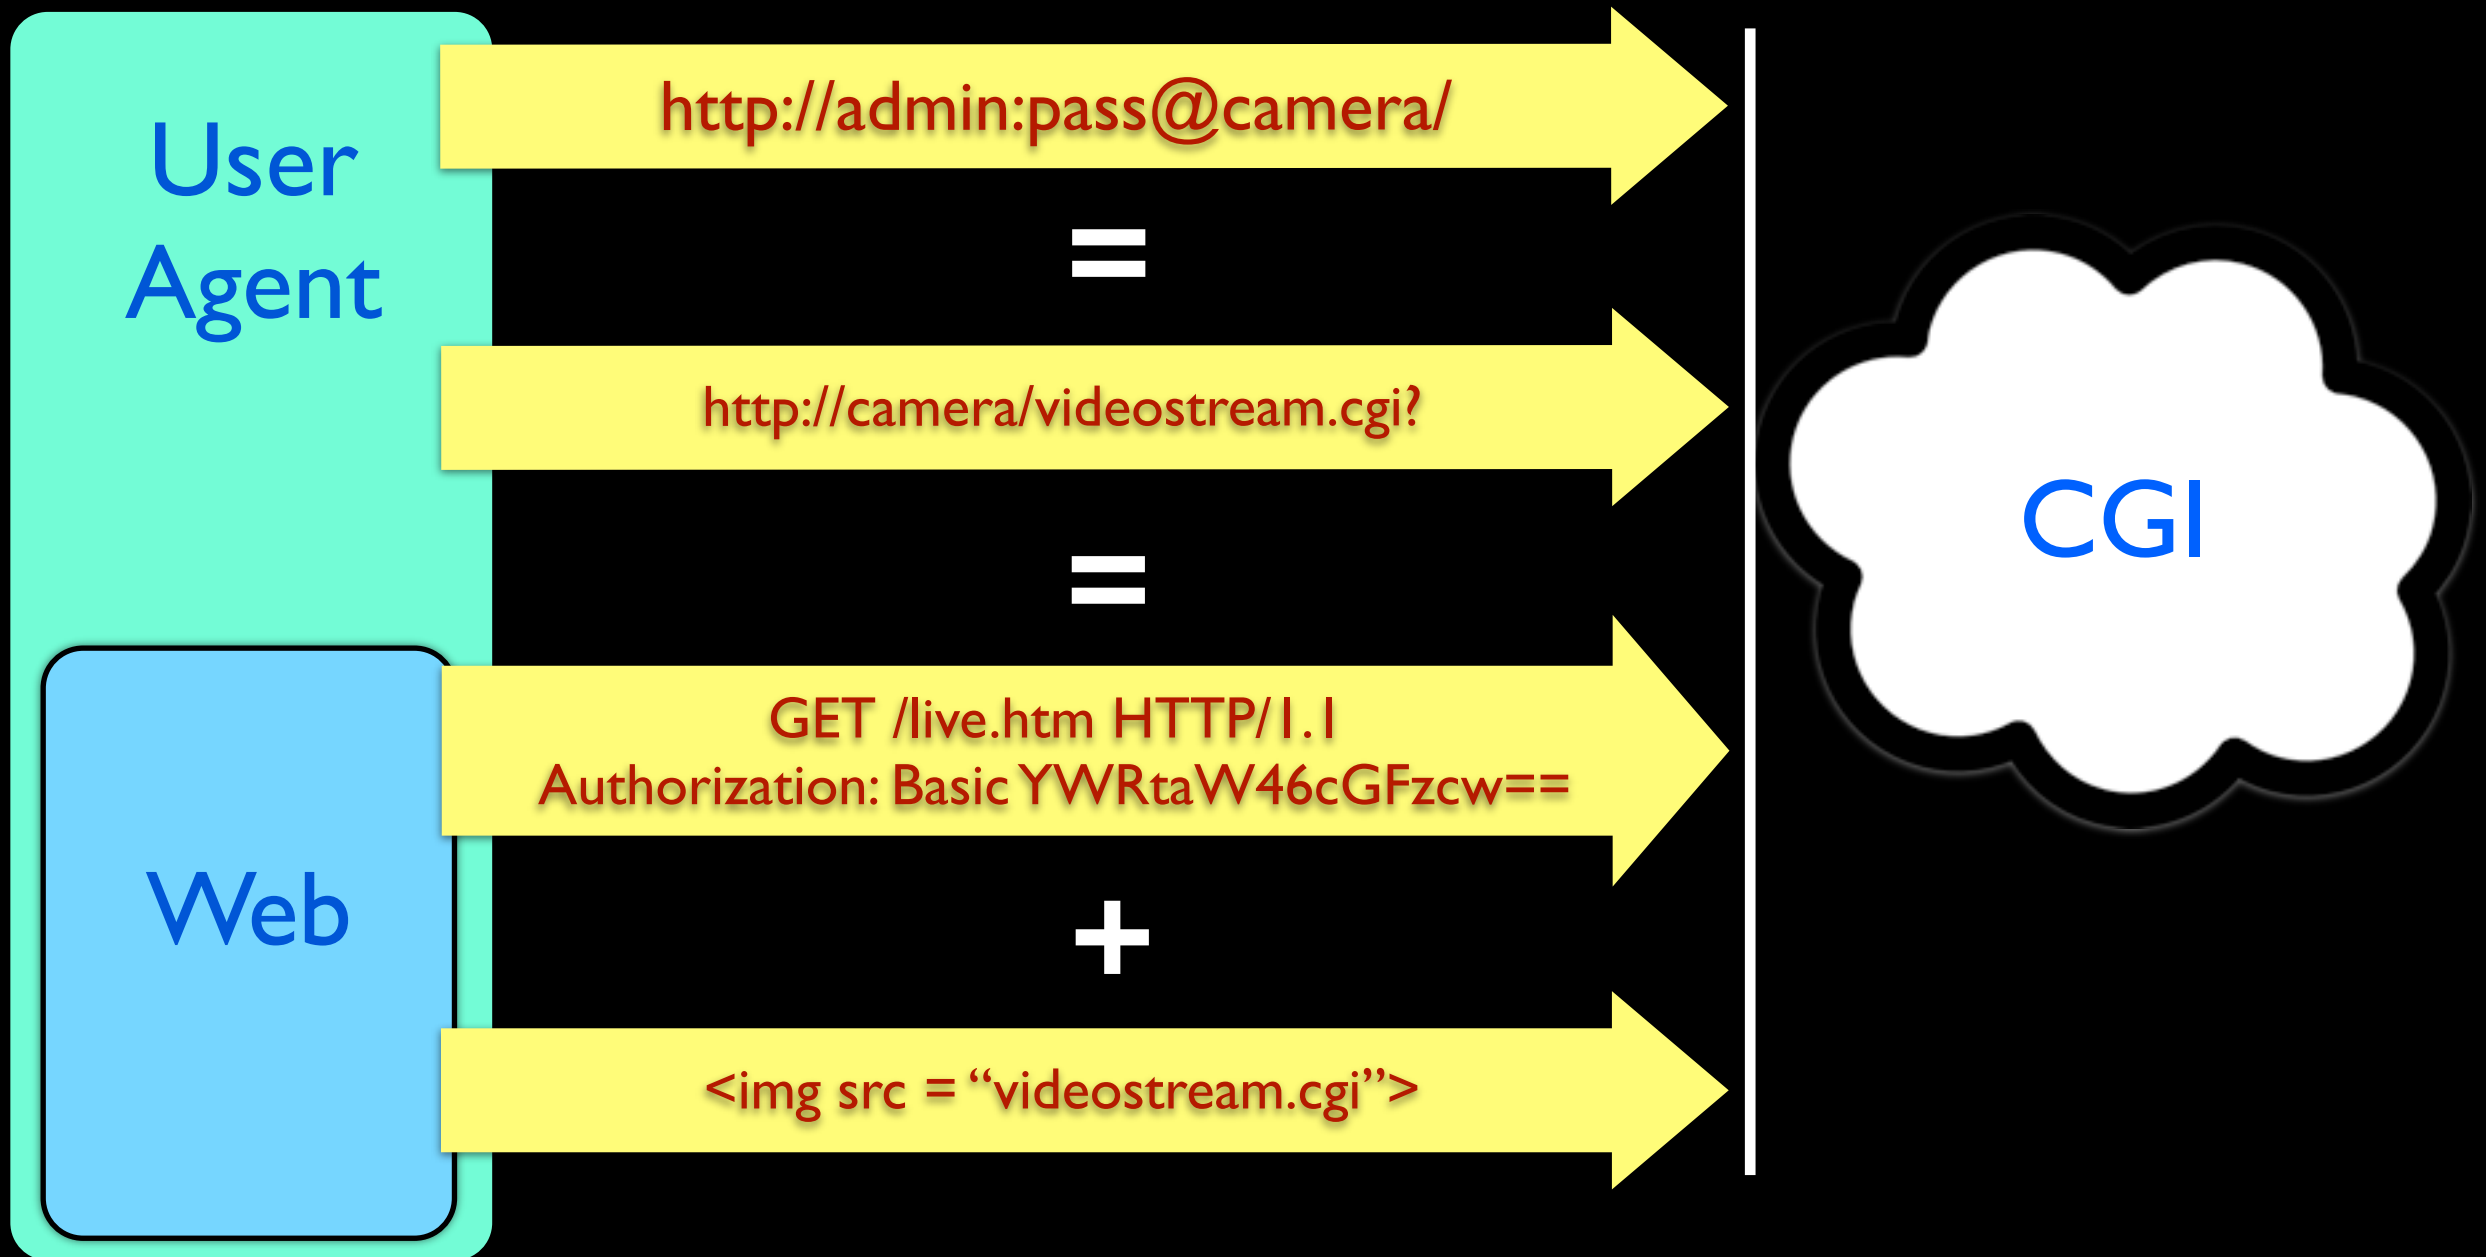 User
Agent
http://admin:pass@camera/
=
http://camera/videostream.cgi?
=
GET /live.htm HTTP/1.1
Authorization: Basic YWRtaW46cGFzcw==
+
<img src = “videostream.cgi”>
Web
CGI